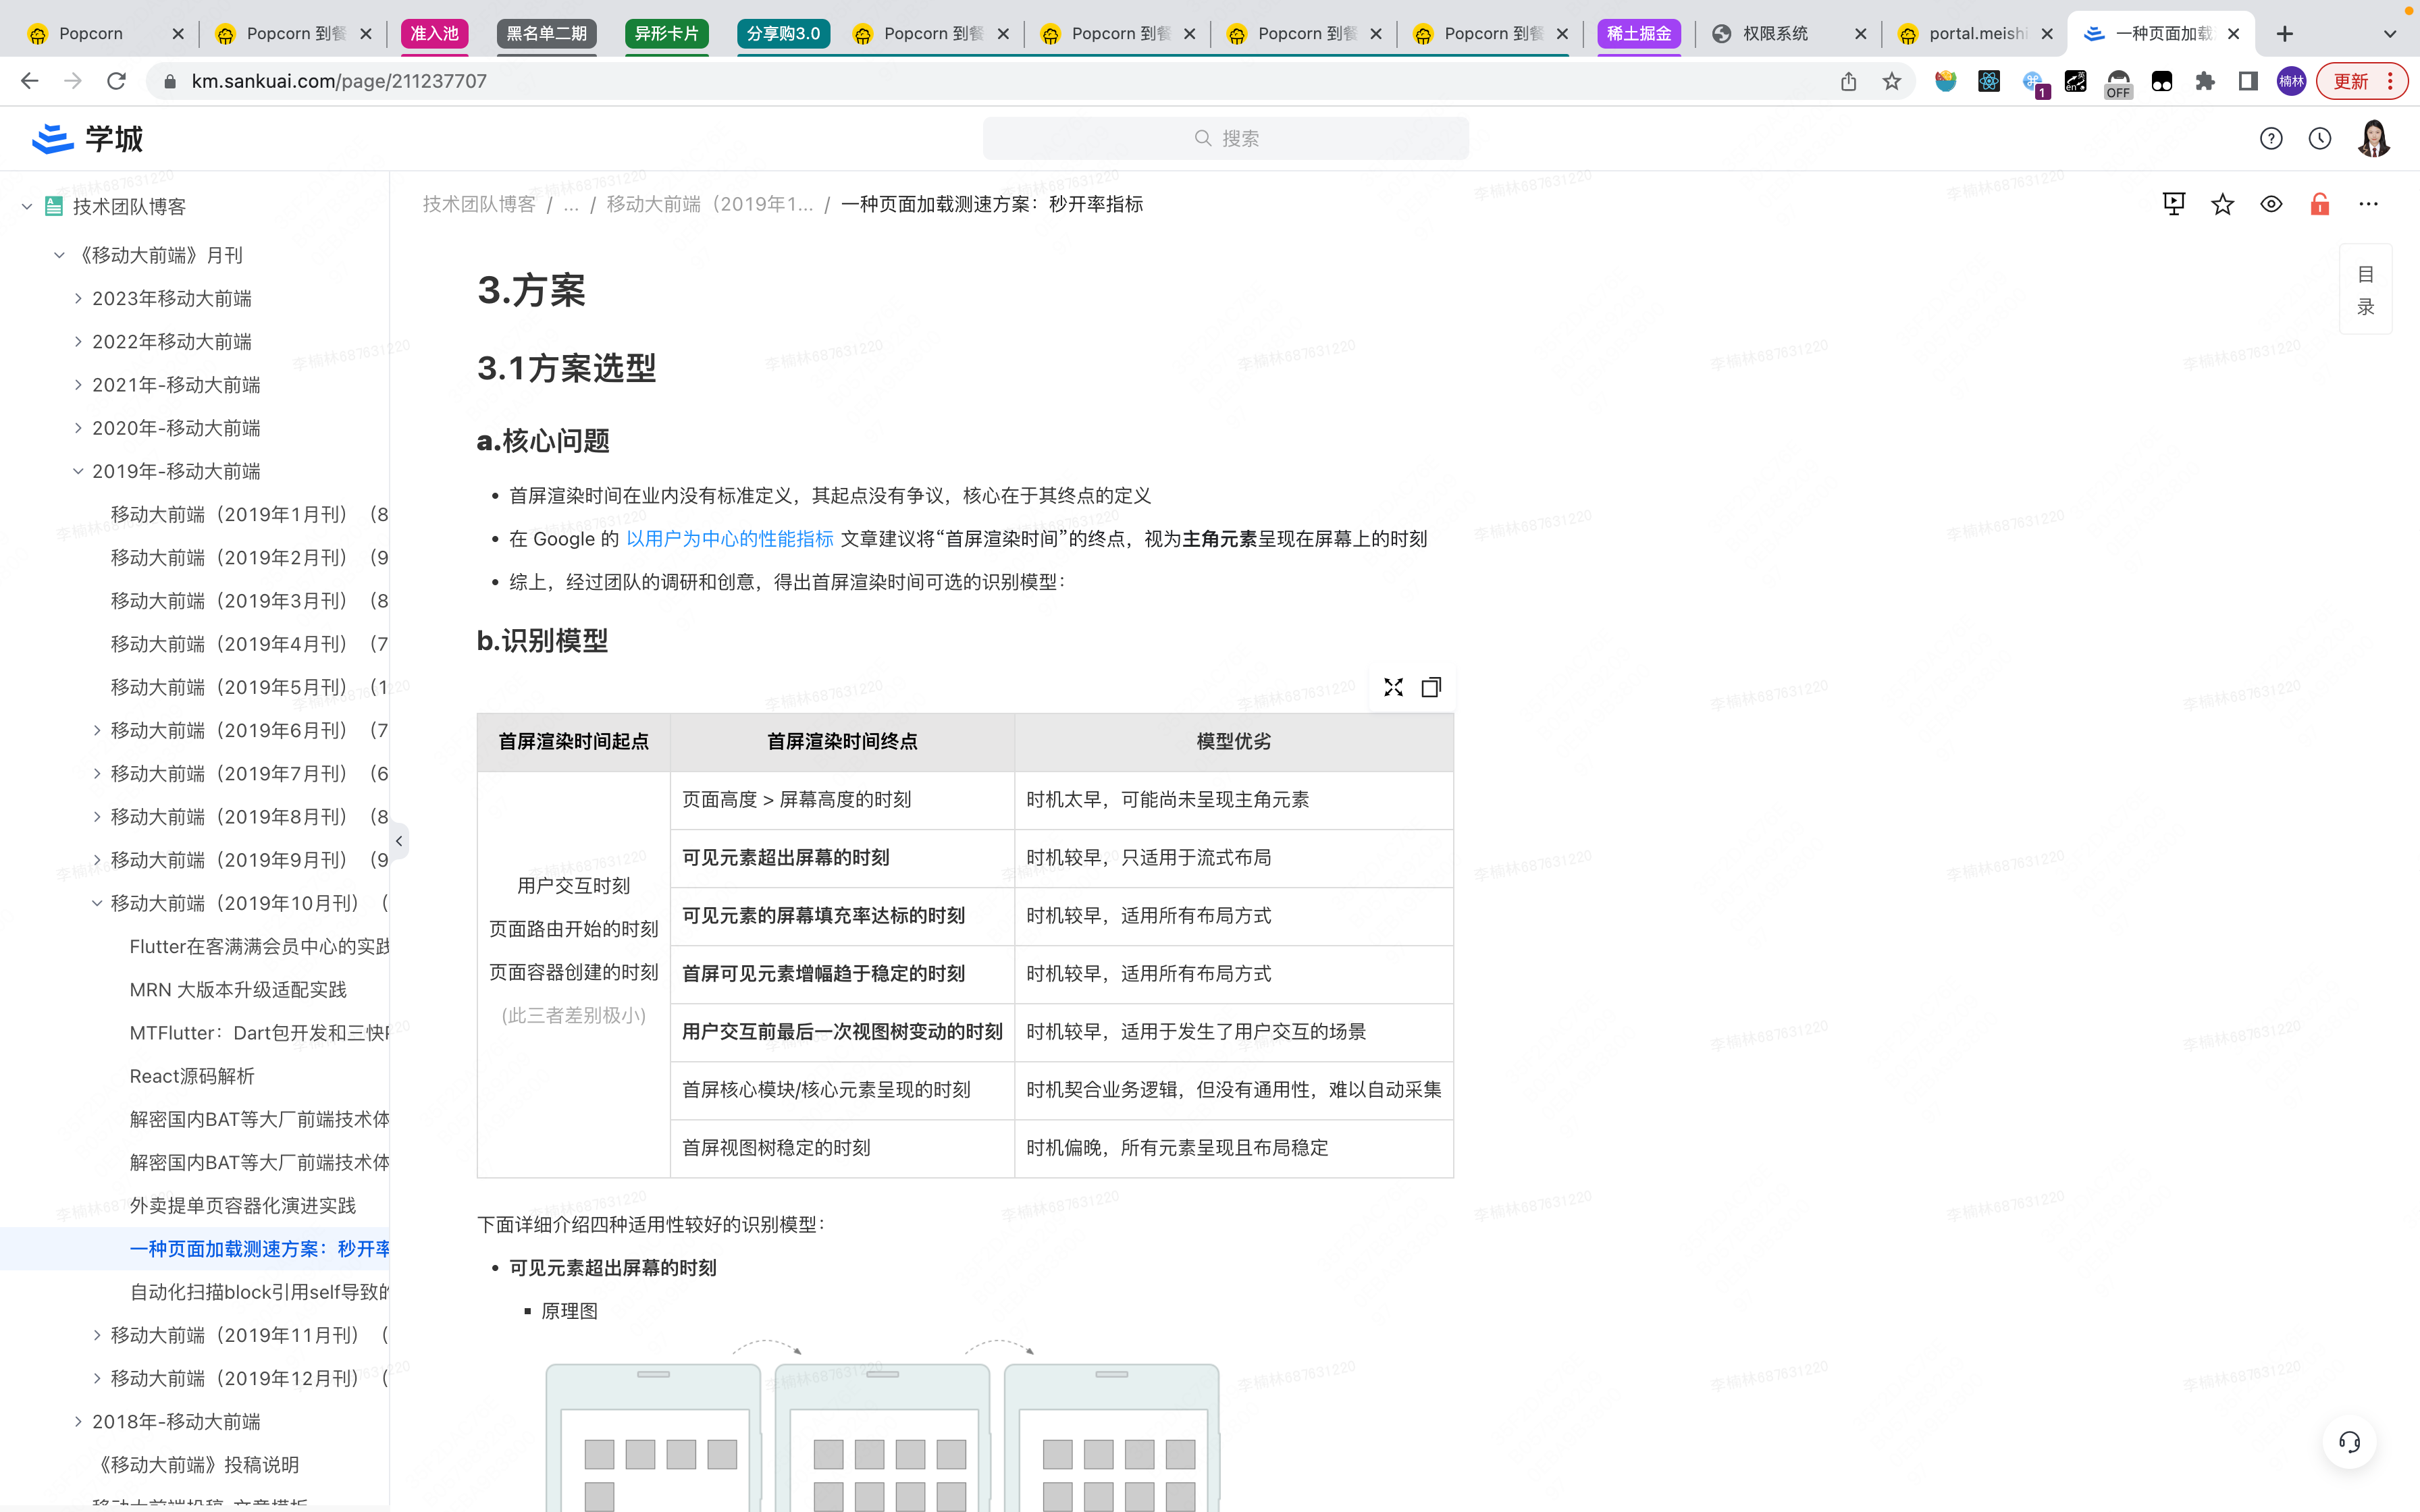 Popcorn
Popcorn 到餐
准入池
黑名单二期
异形卡片
分享购3.0
Popcorn 到餐
Popcorn 到餐
Popcorn 到餐
Popcorn 到餐
稀土掘金
权限系统
portal.meishi
一种页面加载
km.sankuai.com/page/211237707
1
en
英
OFF
楠林
更新
学城
搜索
技术团队博客
《移动大前端》月刊
2023年移动大前端
2022年移动大前端
2021年-移动大前端
2020年-移动大前端
2019年-移动大前端
移动大前端（2019年1月刊）（8
移动大前端（2019年2月刊）（9
移动大前端（2019年3月刊）（8
移动大前端（2019年4月刊）（7
移动大前端（2019年5月刊）（1
移动大前端（2019年6月刊）（7
移动大前端（2019年7月刊）（6
移动大前端（2019年8月刊）（8
移动大前端（2019年9月刊）（9
移动大前端（2019年10月刊）（
Flutter在客满满会员中心的实践
MRN 大版本升级适配实践
MTFlutter：Dart包开发和三快
React源码解析
解密国内BAT等大厂前端技术体
解密国内BAT等大厂前端技术体
外卖提单页容器化演进实践
一种页面加载测速方案：秒开率
自动化扫描block引用self导致的
移动大前端（2019年11月刊）（
移动大前端（2019年12月刊）（
2018年-移动大前端
《移动大前端》投稿说明
技术团队博客 / ... / 移动大前端（2019年1... / 一种页面加载测速方案：秒开率指标
目
录
3.方案
3.1方案选型
a.核心问题
• 首屏渲染时间在业内没有标准定义，其起点没有争议，核心在于其终点的定义
• 在 Google 的 以用户为中心的性能指标 文章建议将“首屏渲染时间”的终点，视为主角元素呈现在屏幕上的时刻
• 综上，经过团队的调研和创意，得出首屏渲染时间可选的识别模型：
b.识别模型
首屏渲染时间起点 首屏渲染时间终点 模型优劣
用户交互时刻
页面路由开始的时刻
页面容器创建的时刻
(此三者差别极小)
页面高度 > 屏幕高度的时刻 时机太早，可能尚未呈现主角元素
可见元素超出屏幕的时刻 时机较早，只适用于流式布局
可见元素的屏幕填充率达标的时刻 时机较早，适用所有布局方式
首屏可见元素增幅趋于稳定的时刻 时机较早，适用所有布局方式
用户交互前最后一次视图树变动的时刻 时机较早，适用于发生了用户交互的场景
首屏核心模块/核心元素呈现的时刻 时机契合业务逻辑，但没有通用性，难以自动采集
首屏视图树稳定的时刻 时机偏晚，所有元素呈现且布局稳定
下面详细介绍四种适用性较好的识别模型：
• 可见元素超出屏幕的时刻
▪ 原理图
李楠林687631220